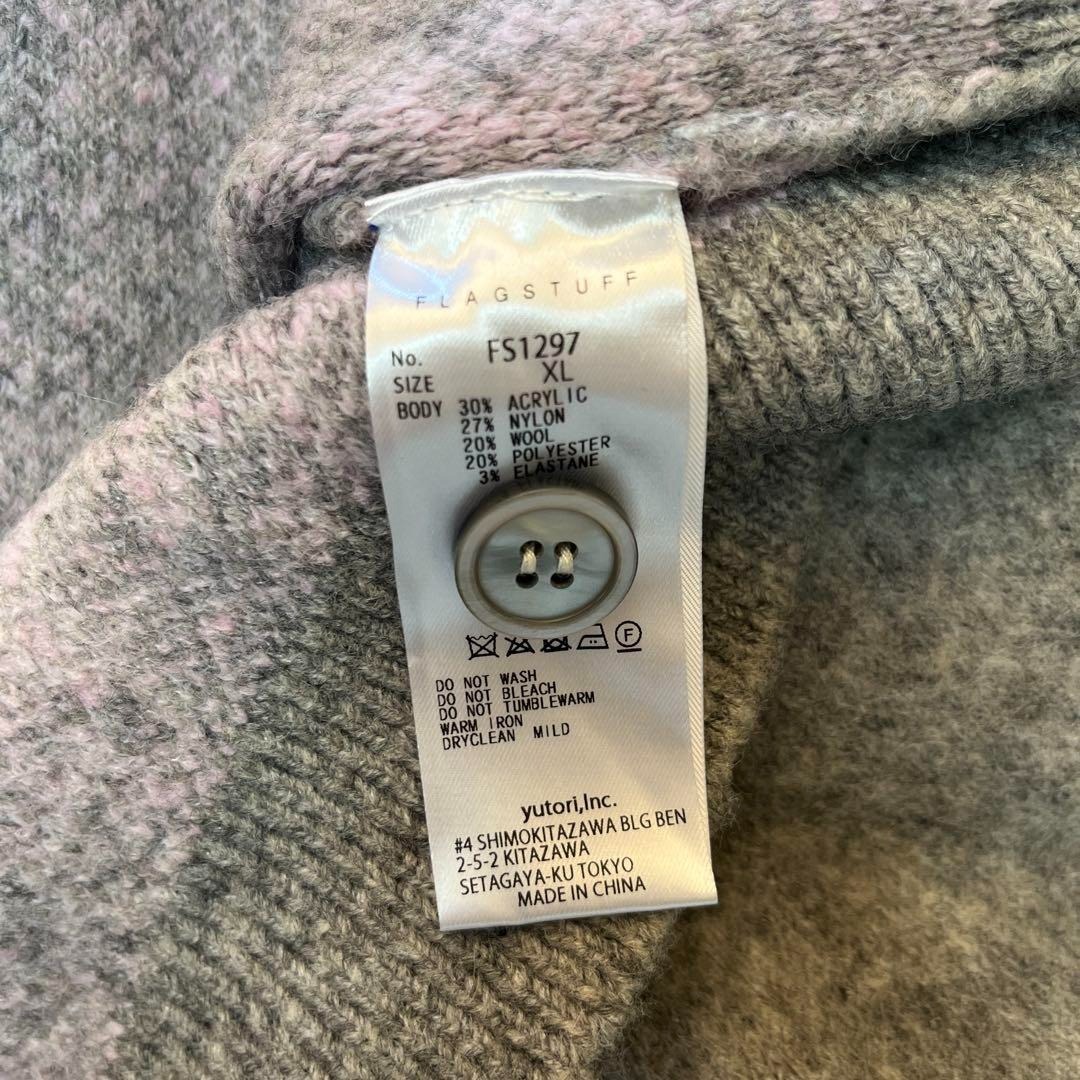 FLAGSTUFF
No. FS1297
SIZE XL
BODY 30% ACRYLIC
27% NYLON
20% WOOL
20% POLYESTER
3% ELASTANE
F
DO NOT WASH
DO NOT BLEACH
DO NOT TUMBLEWARM
WARM IRON
DRYCLEAN MILD
yutori,Inc.
#4 SHIMOKITAZAWA BLG BEN
2-5-2 KITAZAWA
SETAGAYA-KU TOKYO
MADE IN CHINA